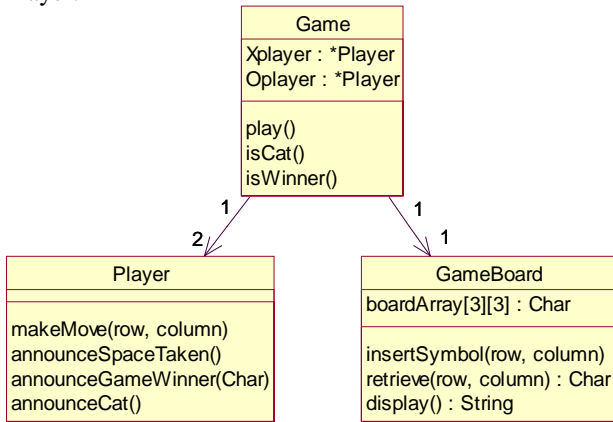 Game
Xplayer : *Player
Oplayer : *Player
play()
isCat()
isWinner()
1
1
2
1
Player
makeMove(row, column)
announceSpaceTaken()
announceGameWinner(Char)
announceCat()
GameBoard
boardArray[3][3] : Char
insertSymbol(row, column)
retrieve(row, column) : Char
display() : String